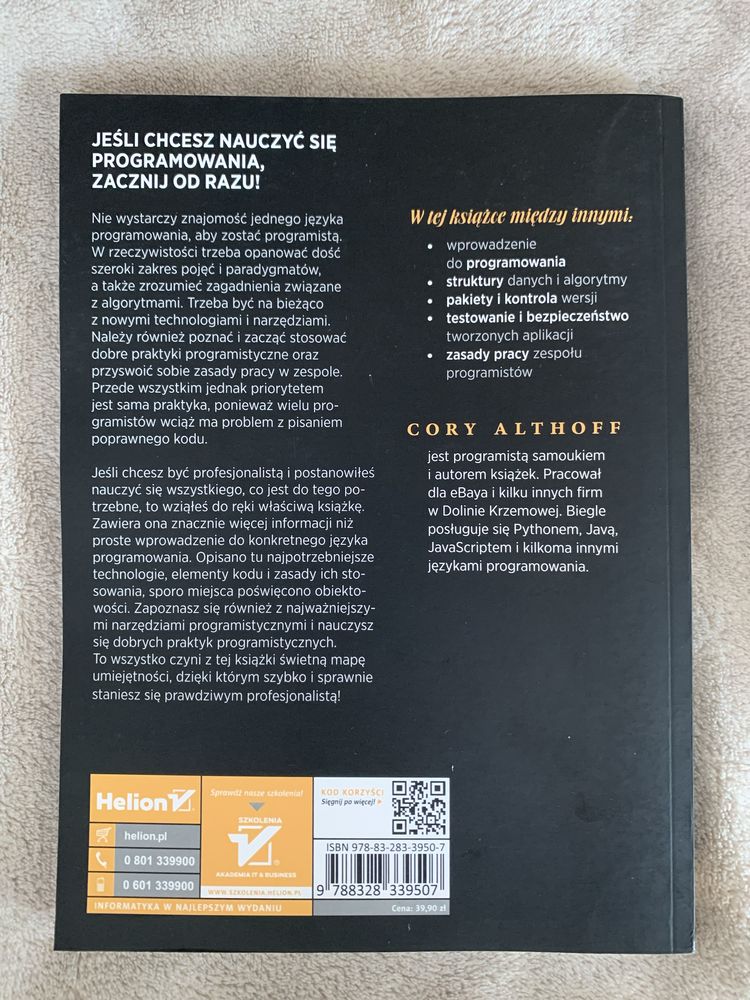 JEŚLI CHCESZ NAUCZYĆ SIĘ
PROGRAMOWANIA,
ZACZNIJ OD RAZU!
Nie wystarczy znajomość jednego języka
programowania, aby zostać programistą.
W rzeczywistości trzeba opanować dość
szeroki zakres pojęć i paradygmatów,
a także zrozumieć zagadnienia związane
z algorytmami. Trzeba być na bieżąco
z nowymi technologiami i narzędziami.
Należy również poznać i zacząć stosować
dobre praktyki programistyczne oraz
przyswoić sobie zasady pracy w zespole.
Przede wszystkim jednak priorytetem
jest sama praktyka, ponieważ wielu pro-
gramistów wciąż ma problem z pisaniem
poprawnego kodu.
Jeśli chcesz być profesjonalistą i postanowiłeś
nauczyć się wszystkiego, co jest do tego po-
trzebne, to wziąłeś do ręki właściwą książkę.
Zawiera ona znacznie więcej informacji niż
proste wprowadzenie do konkretnego języka
programowania. Opisano tu najpotrzebniejsze
technologie, elementy kodu i zasady ich sto-
sowania, sporo miejsca poświęcono obiekto-
wości. Zapoznasz się również z najważniejszy-
mi narzędziami programistycznymi i nauczysz
się dobrych praktyk programistycznych.
To wszystko czyni z tej książki świetną mapę
umiejętności, dzięki którym szybko i sprawnie
staniesz się prawdziwym profesjonalistą!
W tej książce między innymi:
• wprowadzenie
do programowania
• struktury danych i algorytmy
• pakiety i kontrola wersji
• testowanie i bezpieczeństwo
tworzonych aplikacji
• zasady pracy zespołu
programistów
CORY ALTHOFF
jest programistą samoukiem
i autorem książek. Pracował
dla eBaya i kilku innych firm
w Dolinie Krzemowej. Biegle
posługuje się Pythonem, Javą,
JavaScriptem i kilkoma innymi
językami programowania.
Helion
helion.pl
0 801 339900
0 601 339900
INFORMATYKA W NAJLEPSZYM WYDANIU
Sprawdź nasze szkolenia!
SZKOLENIA
AKADEMIA IT & BUSINESS
WWW.SZKOLENIA.HELION.PL
KOD KORZYŚCI
Sięgnij po więcej!
ISBN 978-83-283-3950-7
9 788328 339507
Cena: 39,90 zł